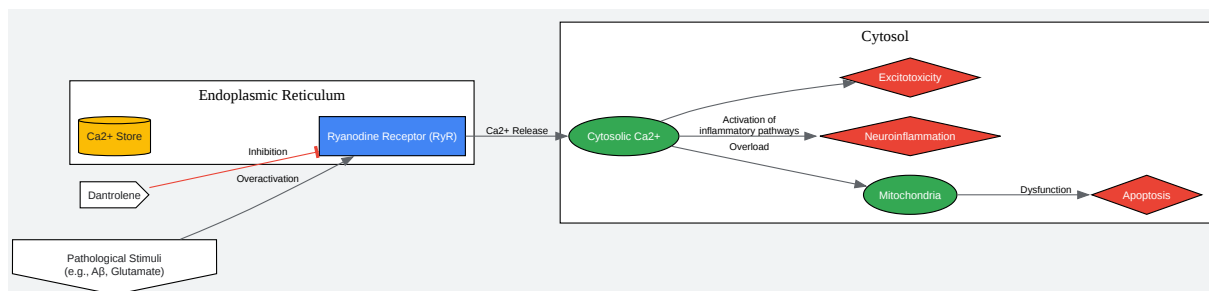 Cytosol
Endoplasmic Reticulum
Excitotoxicity
Ca2+ Store
Ryanodine Receptor (RyR)
Ca2+ Release
Cytosolic Ca2+
Activation of
inflammatory pathways
Neuroinflammation
Inhibition
Overload
Overactivation
Dantrolene
Mitochondria
Dysfunction
Apoptosis
Pathological Stimuli
(e.g., Aβ, Glutamate)